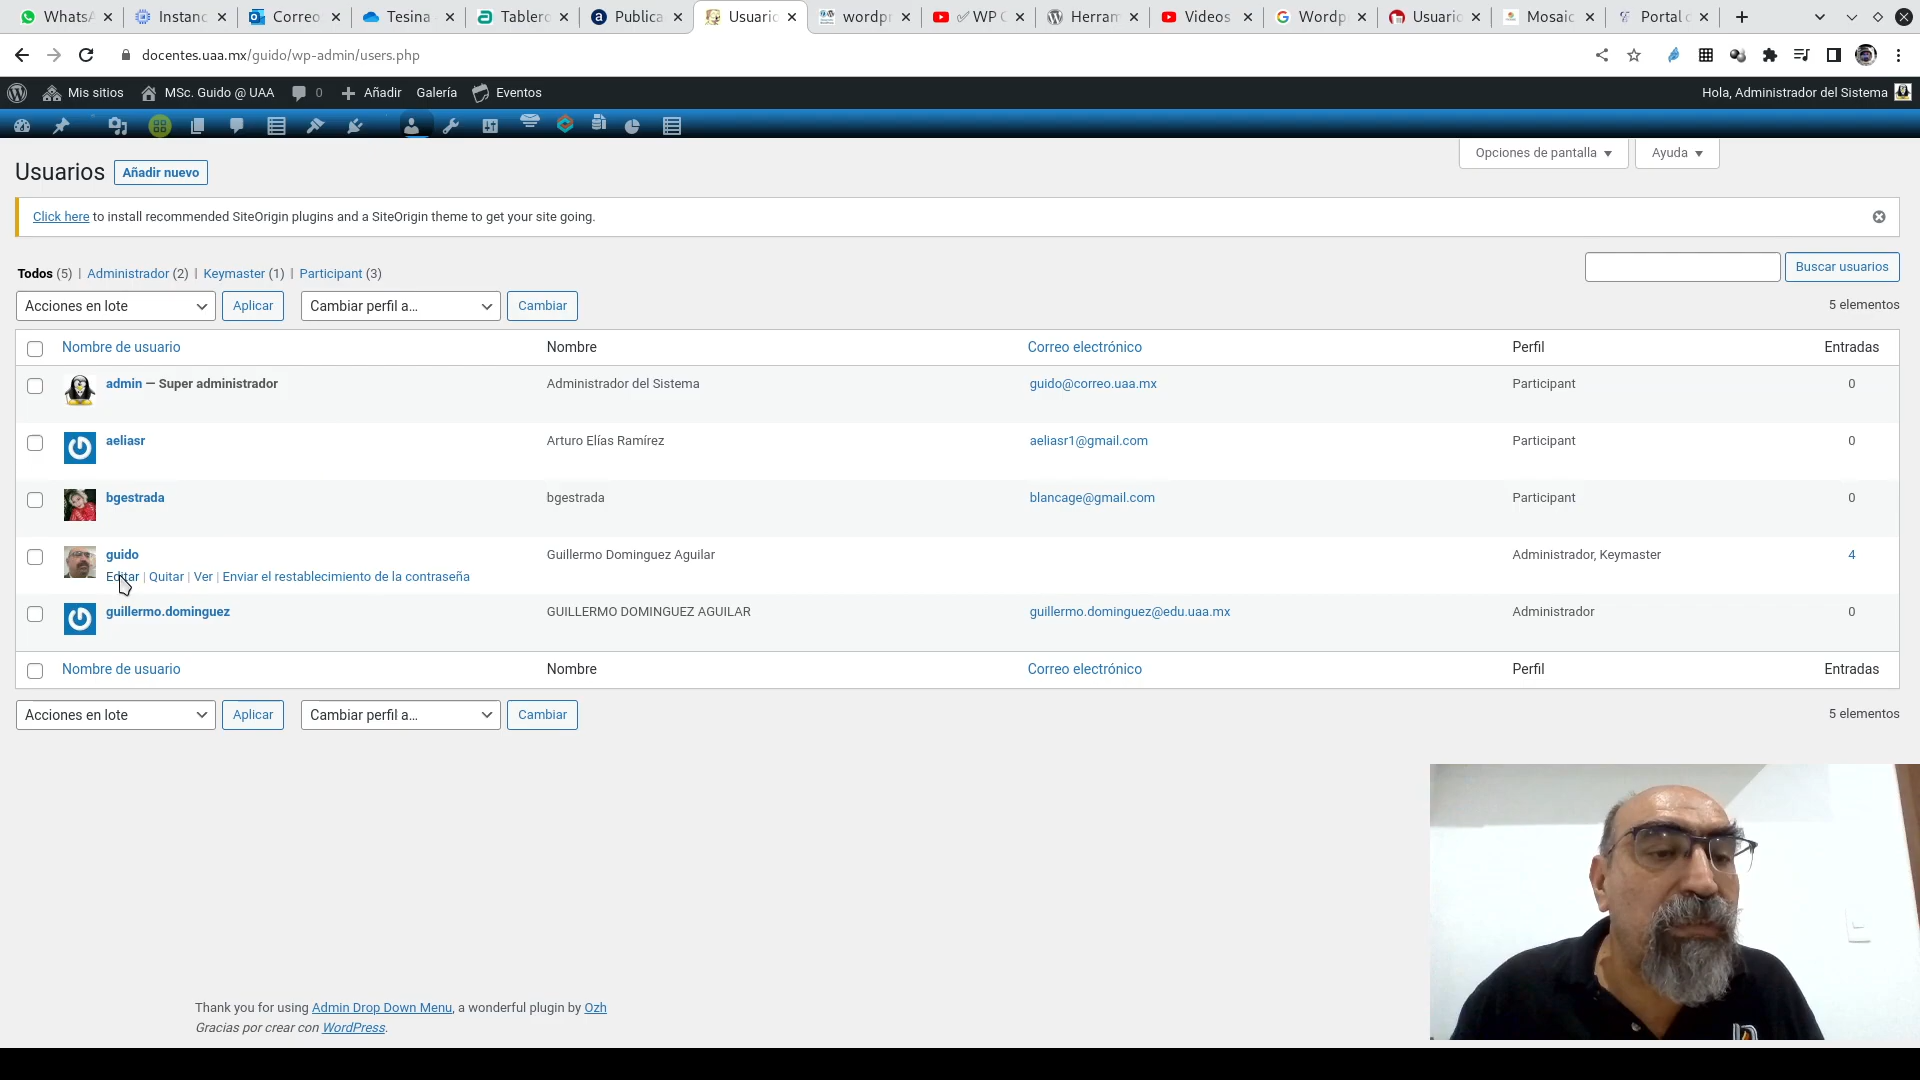 WhatsA
Instanc
Correo
Tesina
Tablero
Publica
Usuario
wordpr
WP C
Herram
Videos
Wordp
Usuario
Mosaic
Portal
docentes.uaa.mx/guido/wp-admin/users.php
Mis sitios MSc. Guido @ UAA 0 Añadir Galería Eventos Hola, Administrador del Sistema
Opciones de pantalla Ayuda
Usuarios Añadir nuevo
Click here to install recommended SiteOrigin plugins and a SiteOrigin theme to get your site going.
Todos (5) | Administrador (2) | Keymaster (1) | Participant (3)
Buscar usuarios
Acciones en lote Aplicar Cambiar perfil a... Cambiar 5 elementos
Nombre de usuario Nombre Correo electrónico Perfil Entradas
admin — Super administrador Administrador del Sistema guido@correo.uaa.mx Participant 0
aeliasr Arturo Elías Ramírez aeliasr1@gmail.com Participant 0
bgestrada bgestrada blancage@gmail.com Participant 0
guido Guillermo Dominguez Aguilar Administrador, Keymaster 4
Editar | Quitar | Ver | Enviar el restablecimiento de la contraseña
guillermo.dominguez GUILLERMO DOMINGUEZ AGUILAR guillermo.dominguez@edu.uaa.mx Administrador 0
Nombre de usuario Nombre Correo electrónico Perfil Entradas
Acciones en lote Aplicar Cambiar perfil a... Cambiar 5 elementos
Thank you for using Admin Drop Down Menu, a wonderful plugin by Ozh
Gracias por crear con WordPress.